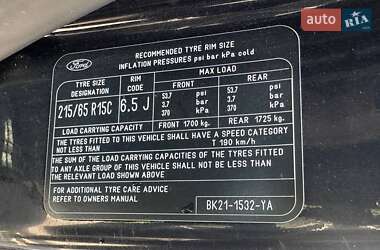 auto RIA
Ford
RECOMMENDED TYRE RIM SIZE
INFLATION PRESSURES psi bar kPa cold
TYRE SIZE DESIGNATION
RIM CODE
MAX LOAD
FRONT REAR
215/65 R15C 6.5 J
53.7 psi 53.7
3.7 bar 3.7
370 kPa 370
LOAD CARRYING CAPACITY FRONT 1700 kg REAR 1725 kg
THE TYRES FITTED TO THIS VEHICLE SHALL HAVE A SPEED CATEGORY
NOT LESS THAN T 190 km/h
THE SUM OF THE LOAD CARRYING CAPACITIES OF THE TYRES FITTED
TO ANY AXLE GROUP OF THIS VEHICLE SHALL NOT BE LESS THAN
THE RELEVANT LOAD SHOWN ABOVE
FOR ADDITIONAL TYRE CARE ADVICE
REFER TO OWNERS MANUAL
BK21-1532-YA